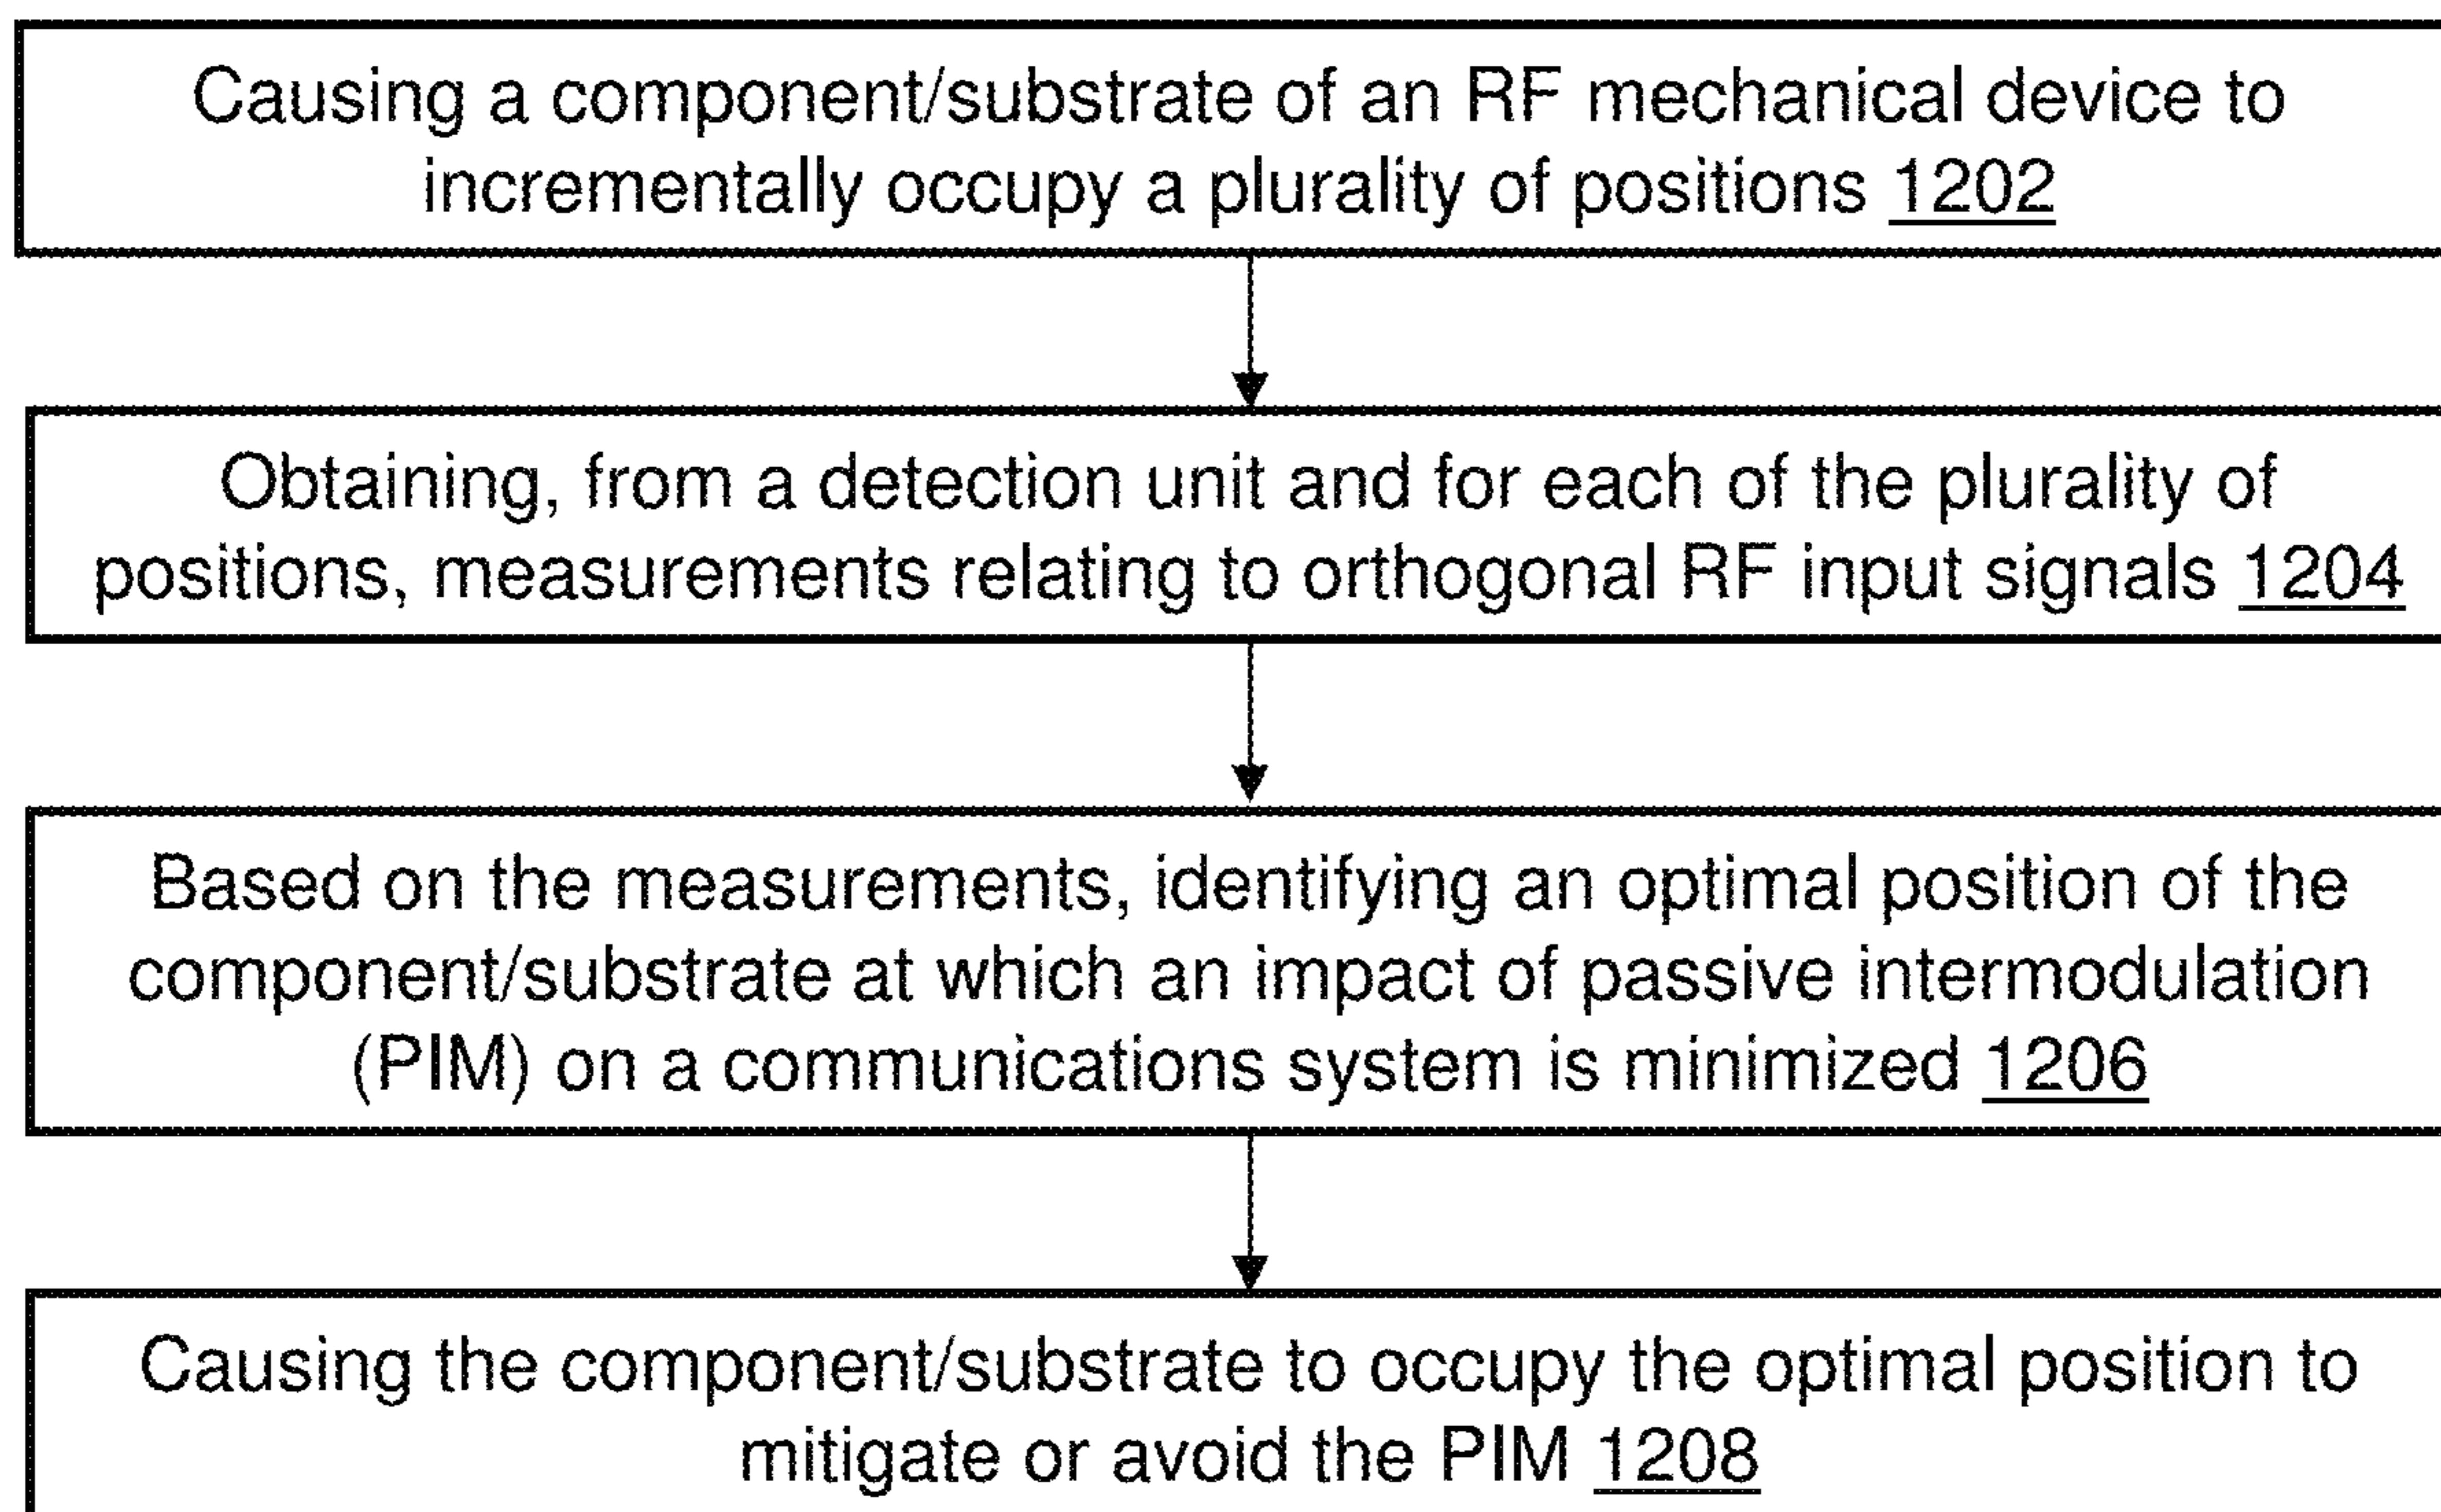 Causing a component/substrate of an RF mechanical device to
incrementally occupy a plurality of positions 1202
Obtaining, from a detection unit and for each of the plurality of
positions, measurements relating to orthogonal RF input signals 1204
Based on the measurements, identifying an optimal position of the
component/substrate at which an impact of passive intermodulation
(PIM) on a communications system is minimized 1206
Causing the component/substrate to occupy the optimal position to
mitigate or avoid the PIM 1208